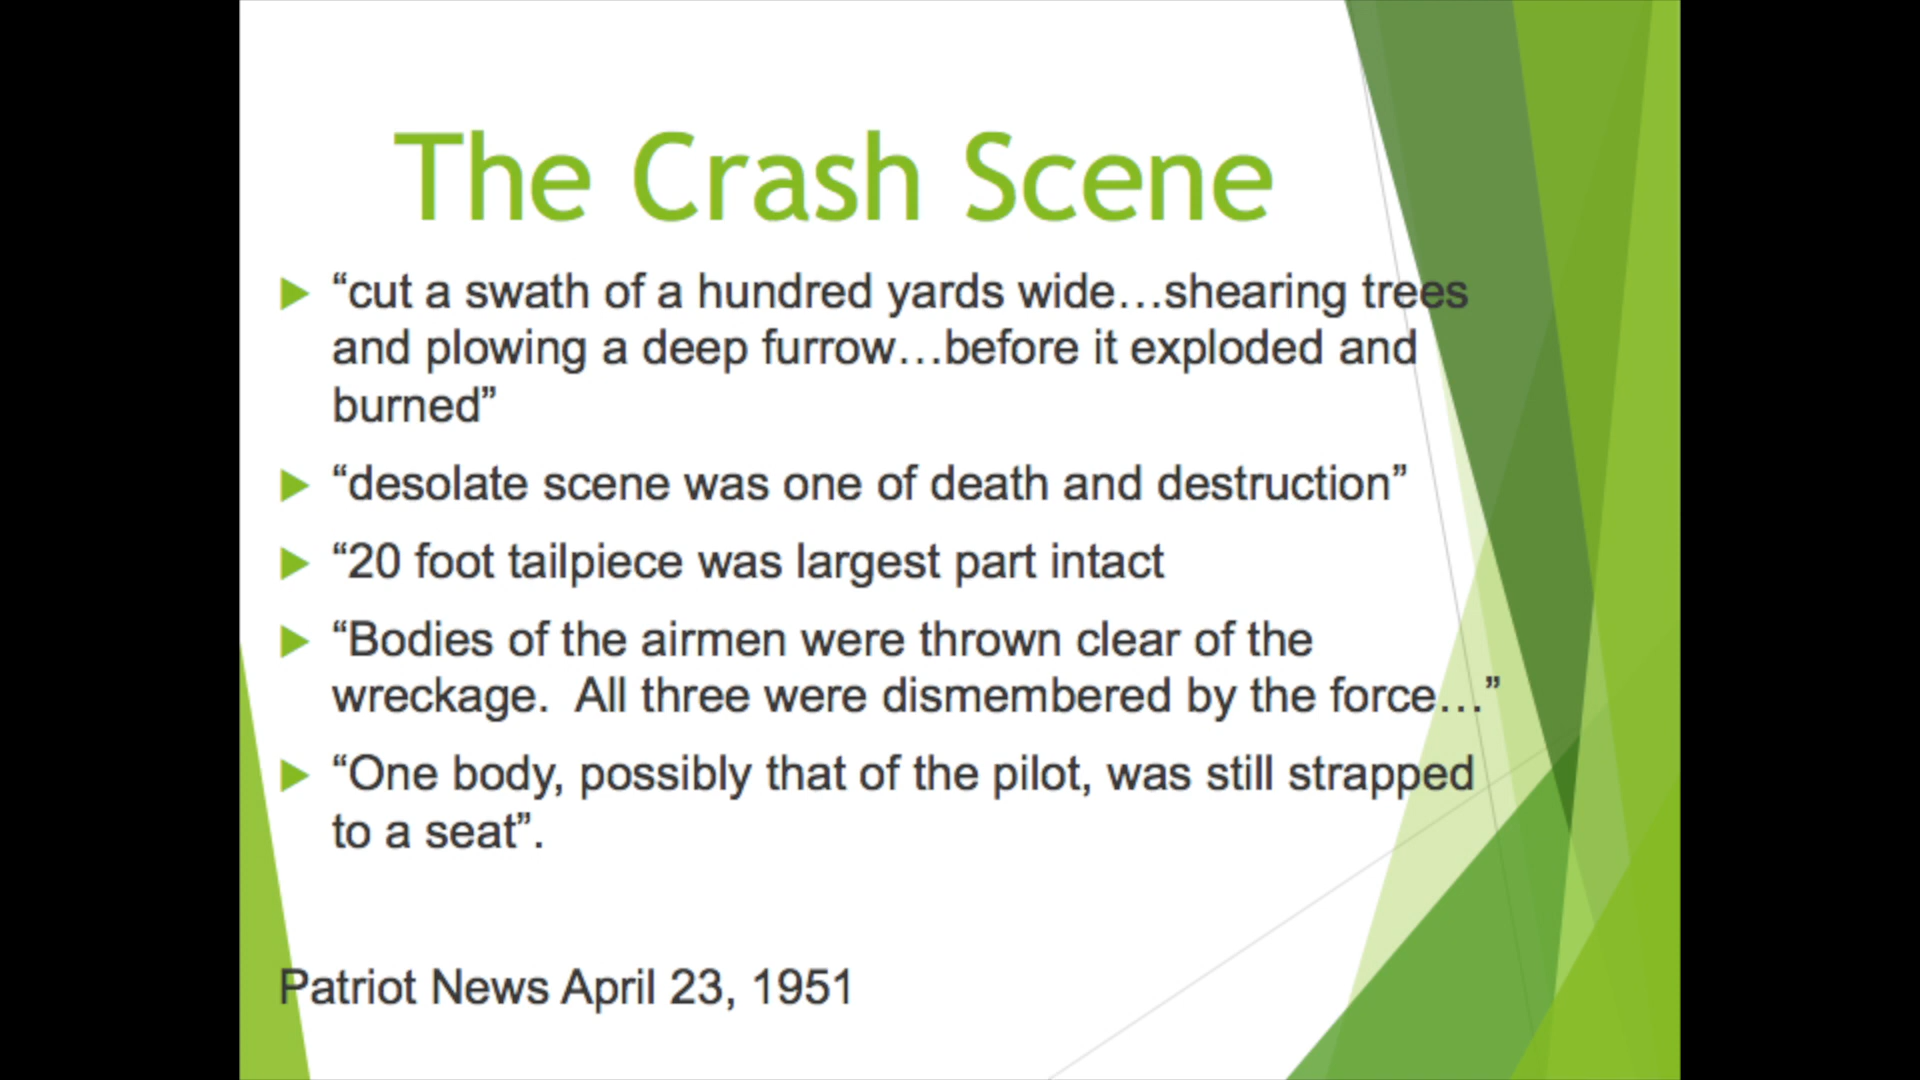 The Crash Scene
“cut a swath of a hundred yards wide…shearing trees
and plowing a deep furrow…before it exploded and
burned”
“desolate scene was one of death and destruction”
“20 foot tailpiece was largest part intact
“Bodies of the airmen were thrown clear of the
wreckage.  All three were dismembered by the force…”
“One body, possibly that of the pilot, was still strapped
to a seat”.
Patriot News April 23, 1951